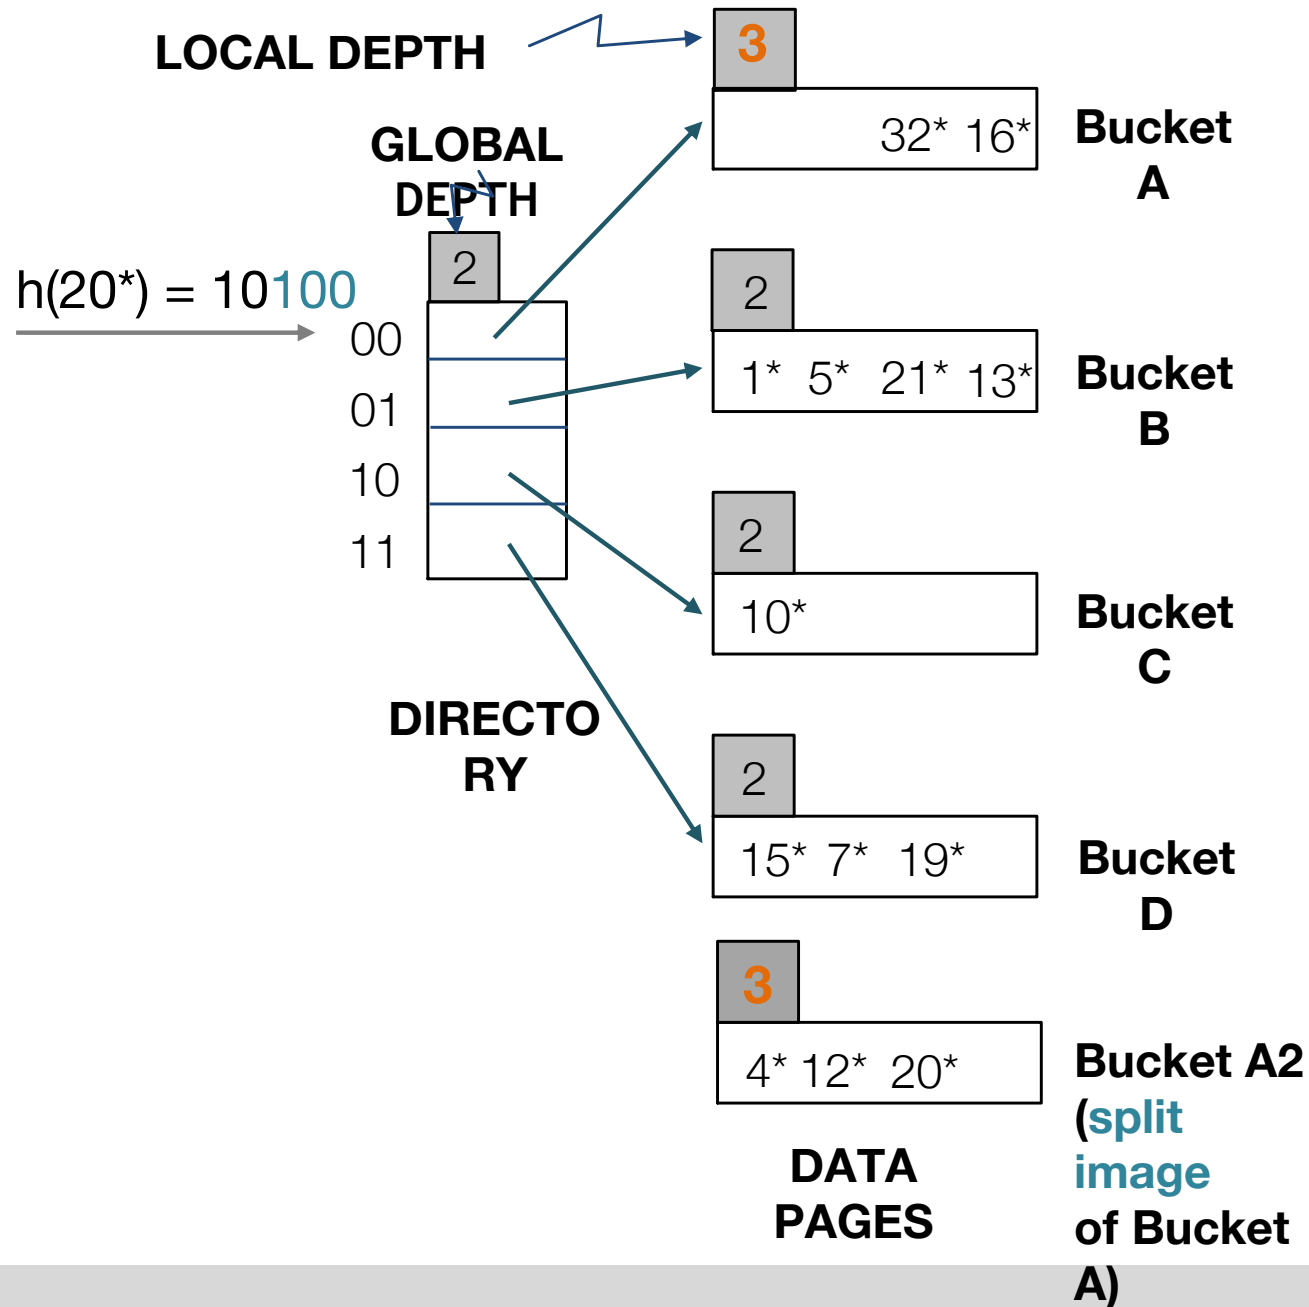 LOCAL DEPTH
3
32* 16*
Bucket
A
GLOBAL
DEPTH
2
h(20*) = 10100
00
01
10
11
2
1* 5* 21* 13*
Bucket
B
2
10*
Bucket
C
DIRECTO
RY
2
15* 7* 19*
Bucket
D
3
4* 12* 20*
Bucket A2
(split
image
of Bucket
A)
DATA
PAGES